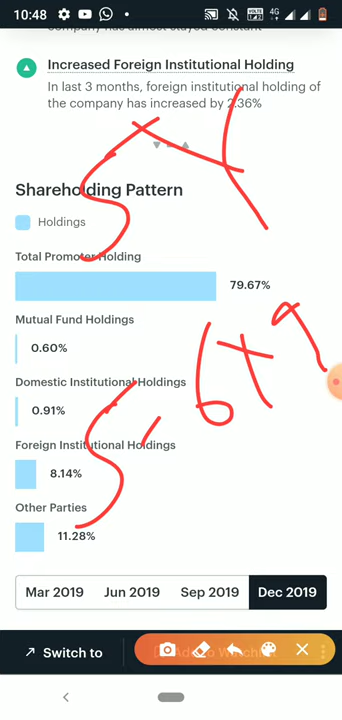 10:48
4G
Increased Foreign Institutional Holding
In last 3 months, foreign institutional holding of
the company has increased by 2.36%
Shareholding Pattern
Holdings
Total Promoter Holding
79.67%
Mutual Fund Holdings
0.60%
Domestic Institutional Holdings
0.91%
Foreign Institutional Holdings
8.14%
Other Parties
11.28%
Mar 2019 Jun 2019 Sep 2019 Dec 2019
Switch to